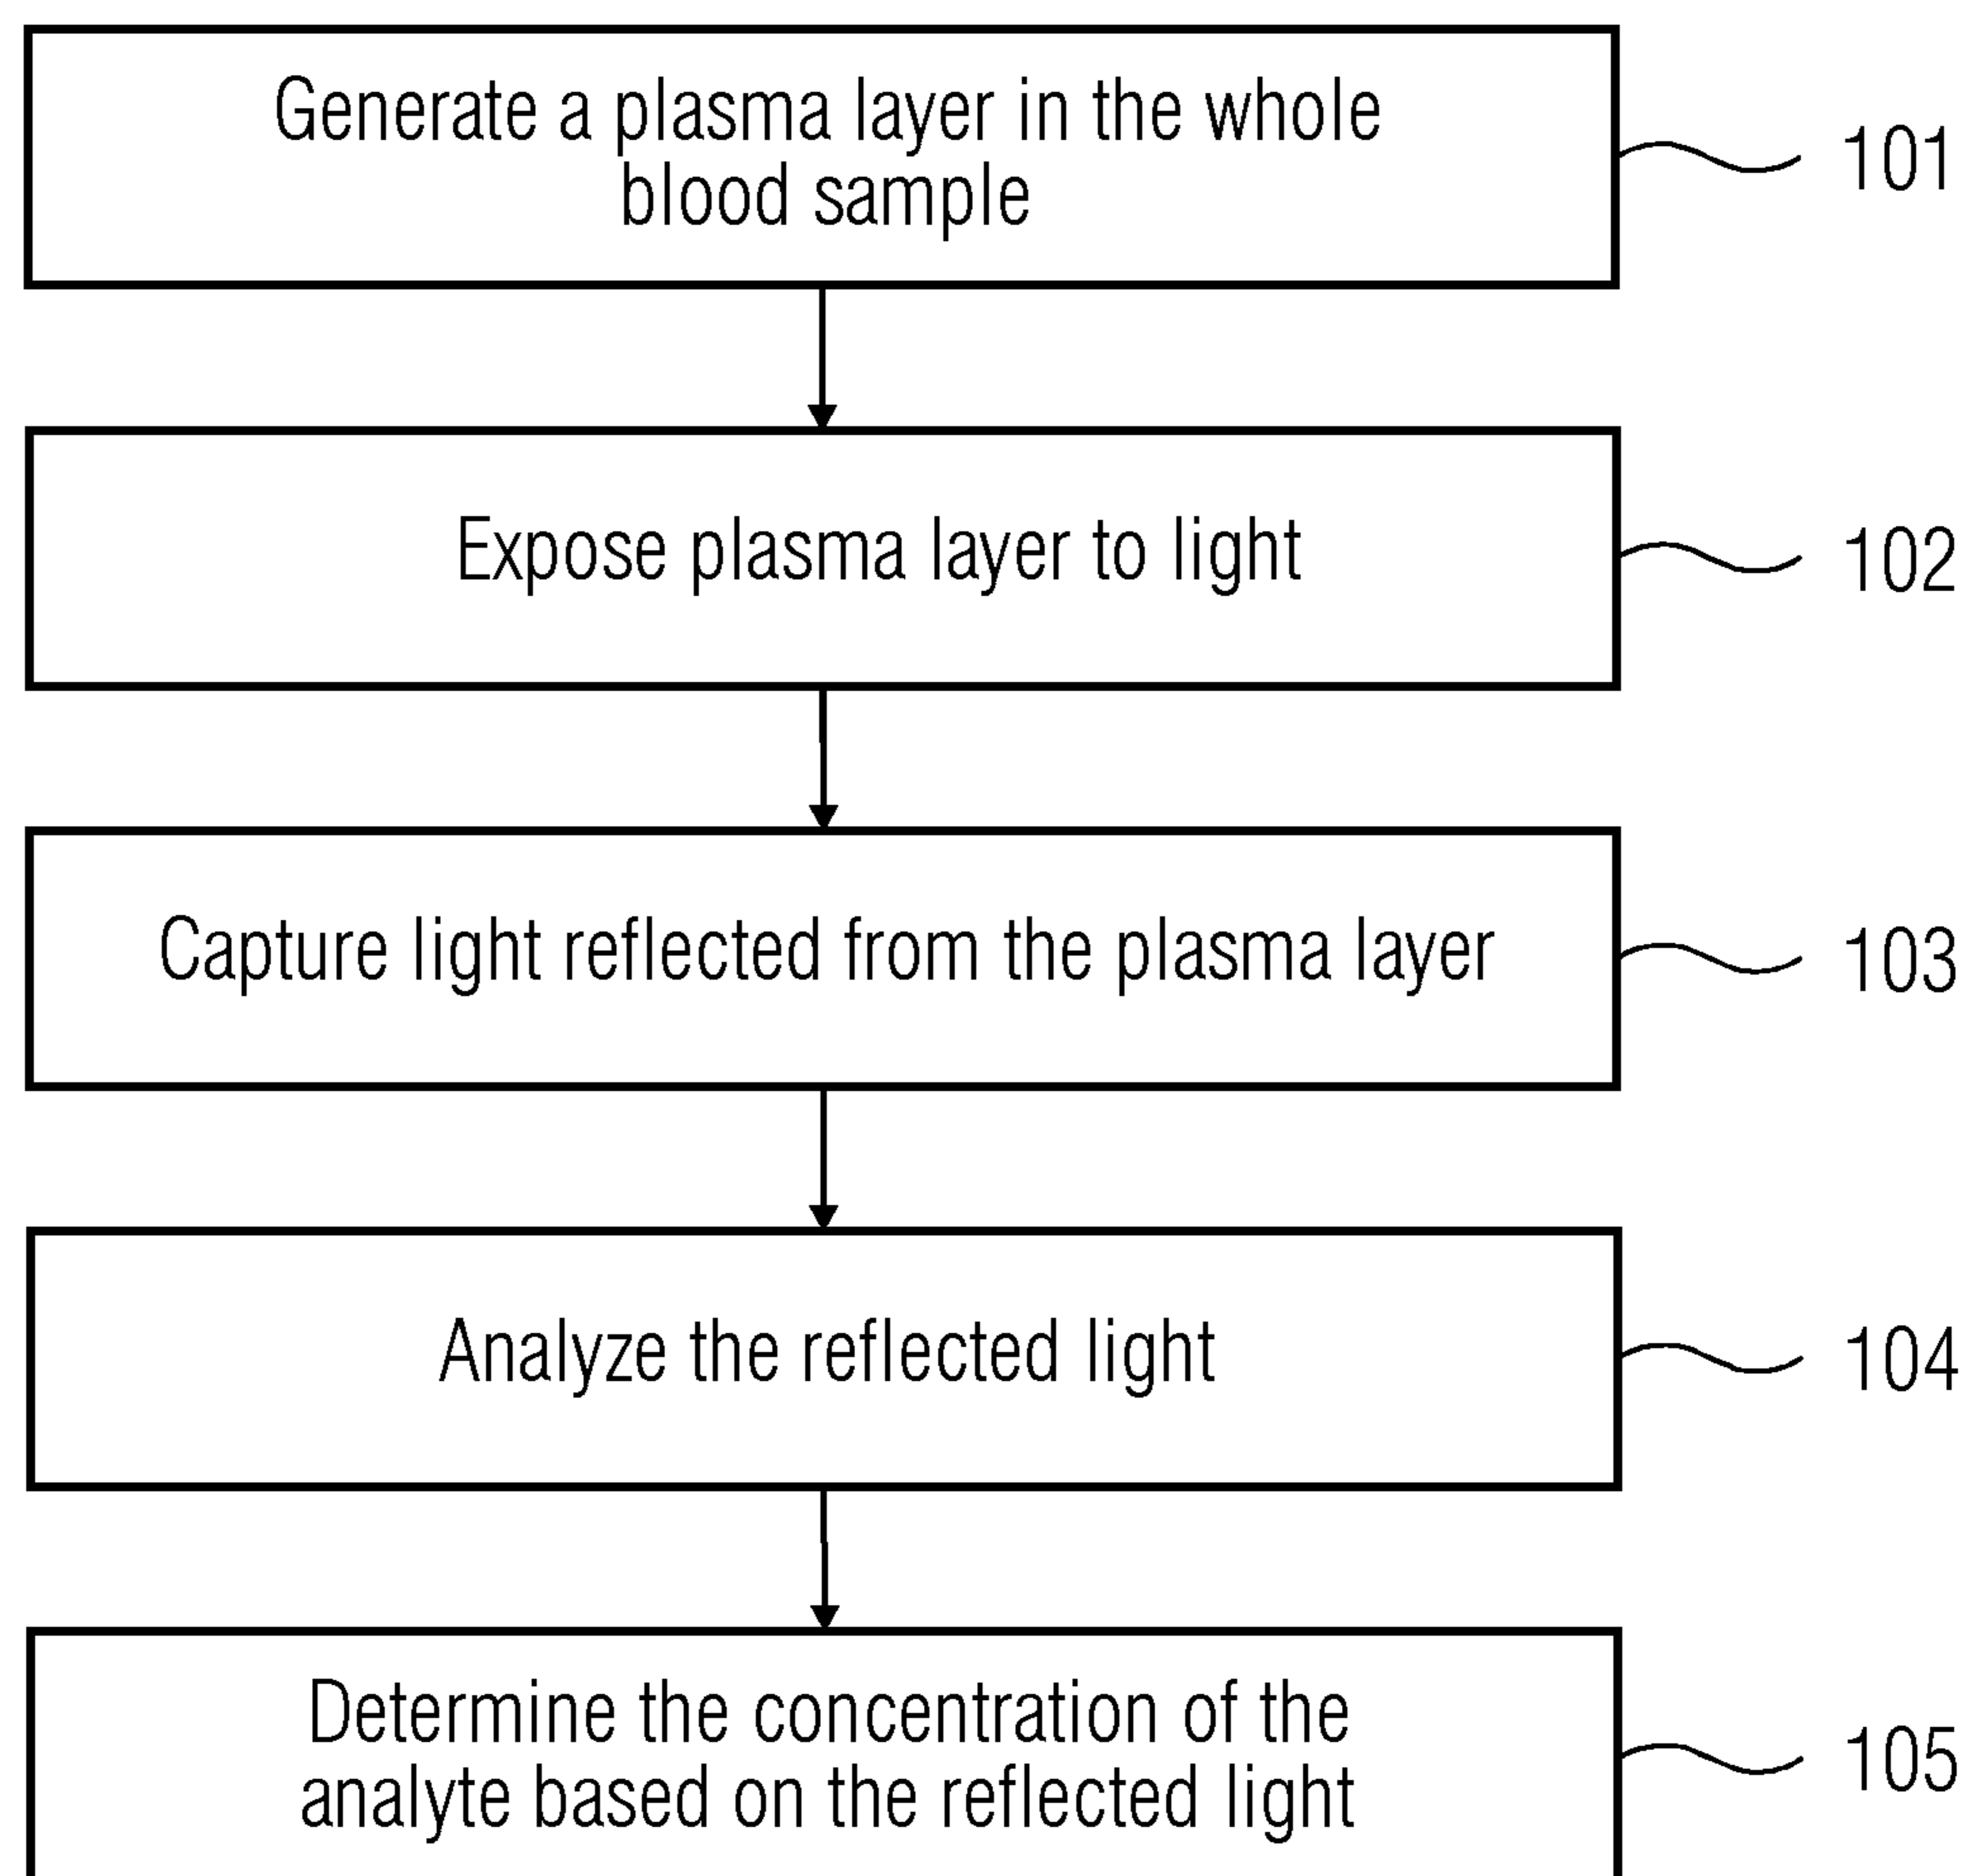 Generate a plasma layer in the whole
blood sample
101
Expose plasma layer to light
102
Capture light reflected from the plasma layer
103
Analyze the reflected light
104
Determine the concentration of the
analyte based on the reflected light
105